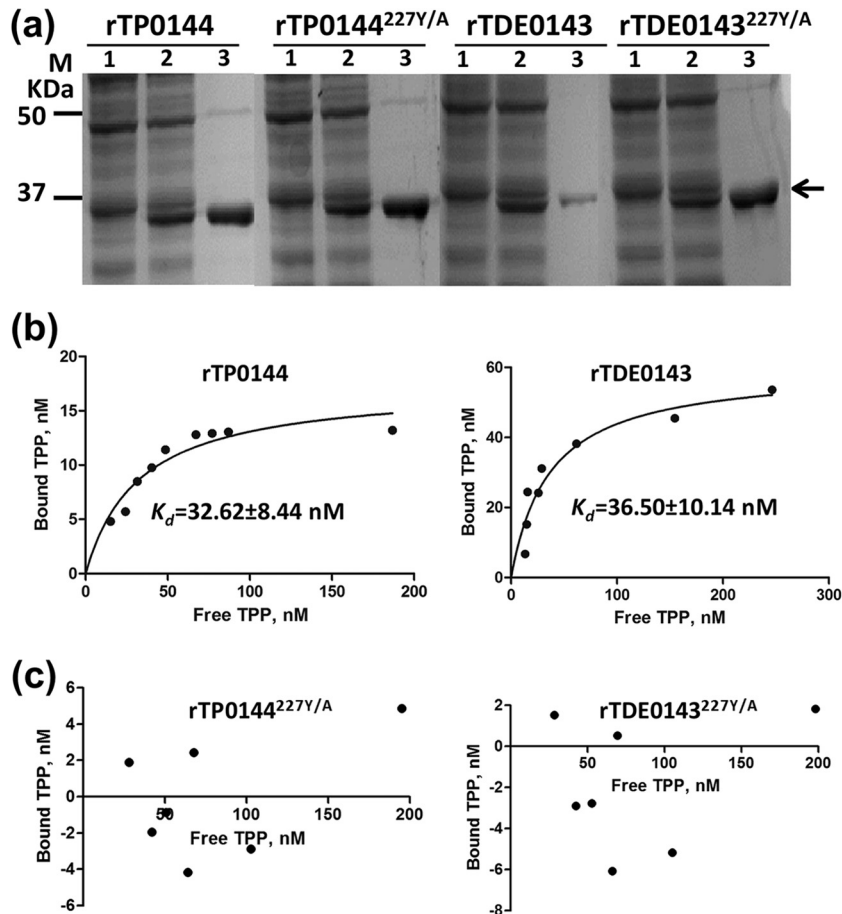 (a)
rTP0144 rTP0144²²⁷Y/A rTDE0143 rTDE0143²²⁷Y/A
M 1 2 3 1 2 3 1 2 3 1 2 3
KDa
50
37
(b)
rTP0144
20
15
10
5
0
Bound TPP, nM
Kd=32.62±8.44 nM
0 50 100 150 200
Free TPP, nM
rTDE0143
60
40
20
0
Bound TPP, nM
Kd=36.50±10.14 nM
0 100 200 300
Free TPP, nM
(c)
rTP0144²²⁷Y/A
6
4
2
0
-2
-4
-6
Bound TPP, nM
50 100 150 200
Free TPP, nM
rTDE0143²²⁷Y/A
2
0
-2
-4
-6
-8
Bound TPP, nM
50 100 150 200
Free TPP, nM